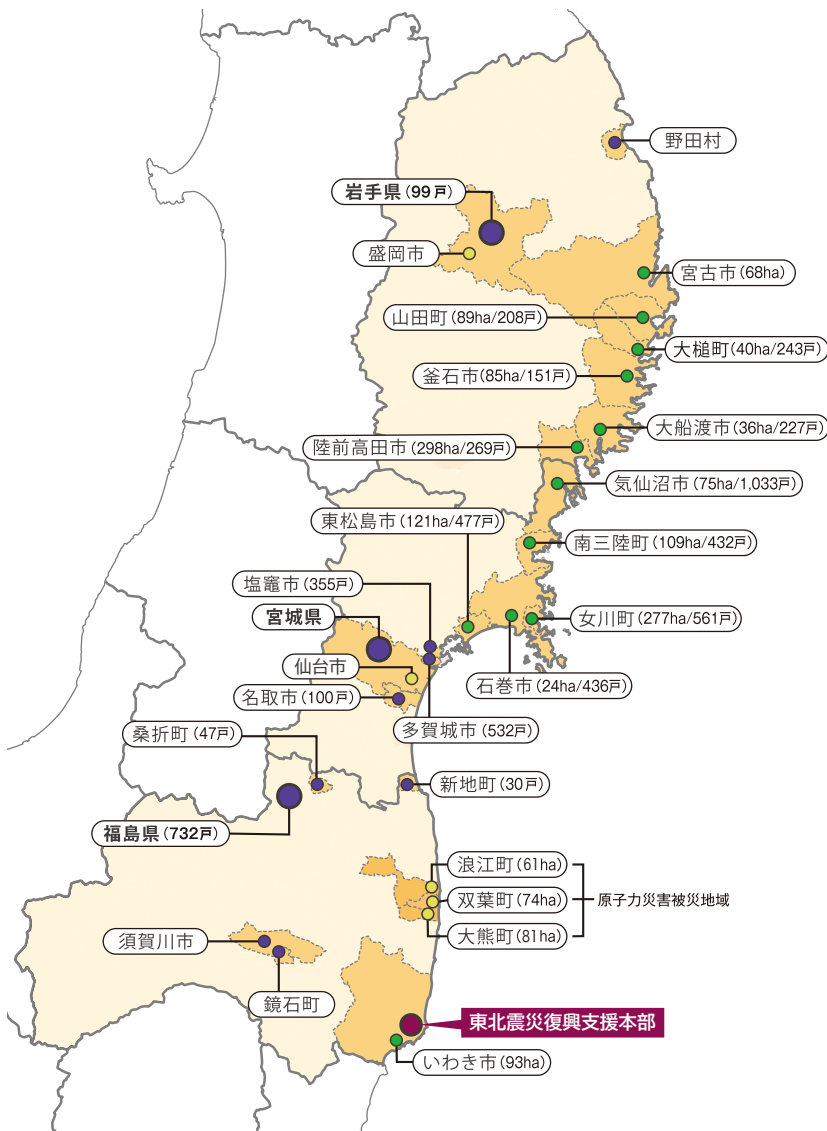 野田村
岩手県(99戸)
盛岡市
宮古市(68ha)
山田町(89ha/208戸)
大槌町(40ha/243戸)
釜石市(85ha/151戸)
大船渡市(36ha/227戸)
陸前高田市(298ha/269戸)
気仙沼市(75ha/1,033戸)
東松島市(121ha/477戸)
南三陸町(109ha/432戸)
塩竈市(355戸)
宮城県
女川町(277ha/561戸)
仙台市
石巻市(24ha/436戸)
名取市(100戸)
多賀城市(532戸)
桑折町(47戸)
新地町(30戸)
福島県(732戸)
浪江町(61ha)
双葉町(74ha)
原子力災害被災地域
大熊町(81ha)
須賀川市
鏡石町
東北震災復興支援本部
いわき市(93ha)